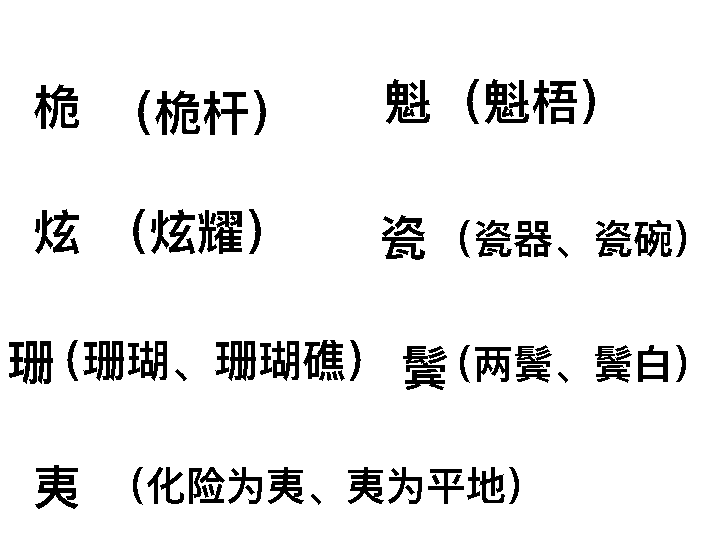 桅 （桅杆） 魁（魁梧）
炫 （炫耀） 瓷（瓷器、瓷碗）
珊（珊瑚、珊瑚礁） 鬓（两鬓、鬓白）
夷 （化险为夷、夷为平地）